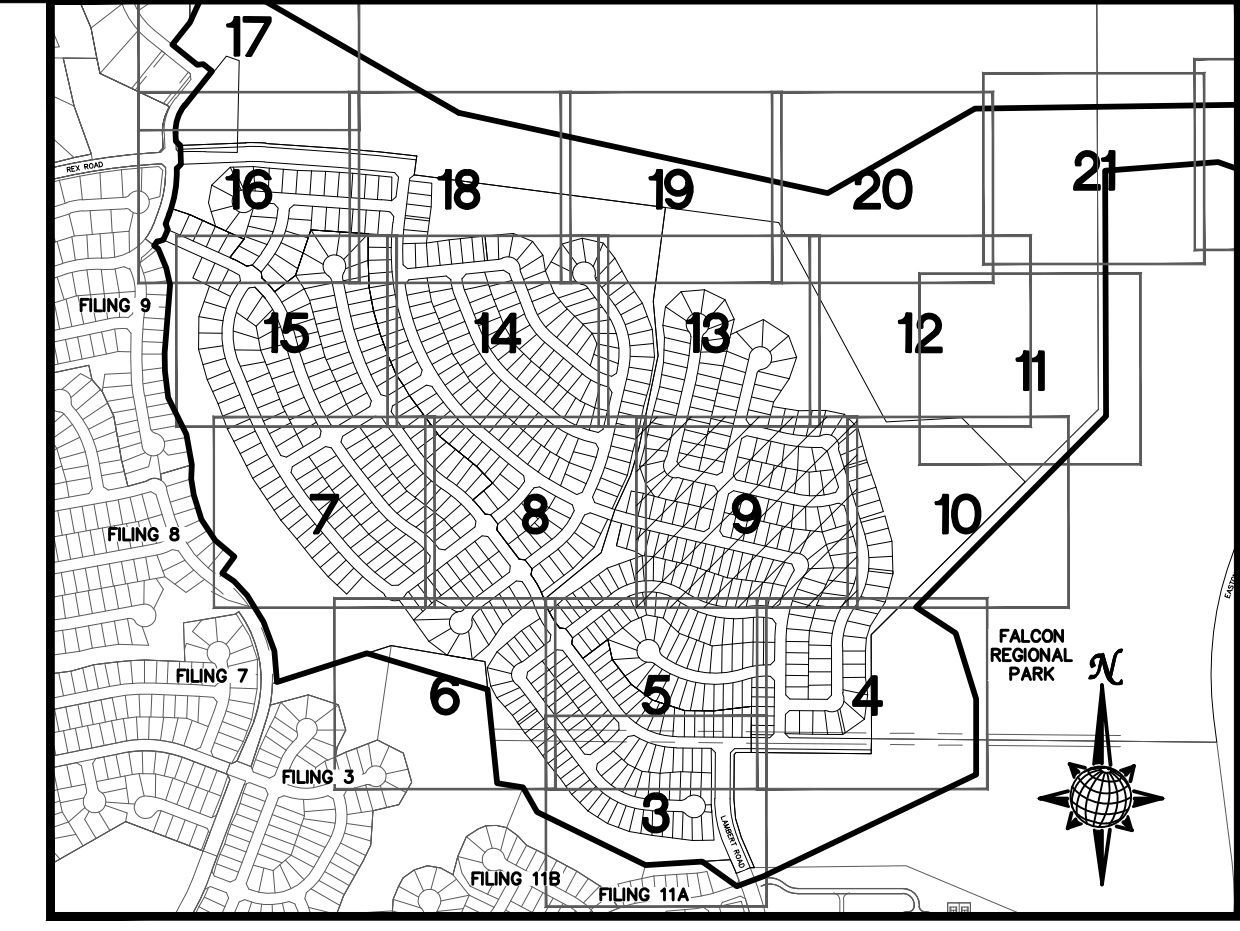 17
REX ROAD
16
18
19
20
21
FILING 9
15
14
13
12
11
7
8
9
10
FILING 8
FALCON
REGIONAL
PARK
N
FILING 7
6
5
4
FILING 3
3
LAMBERT ROAD
FILING 11B
FILING 11A